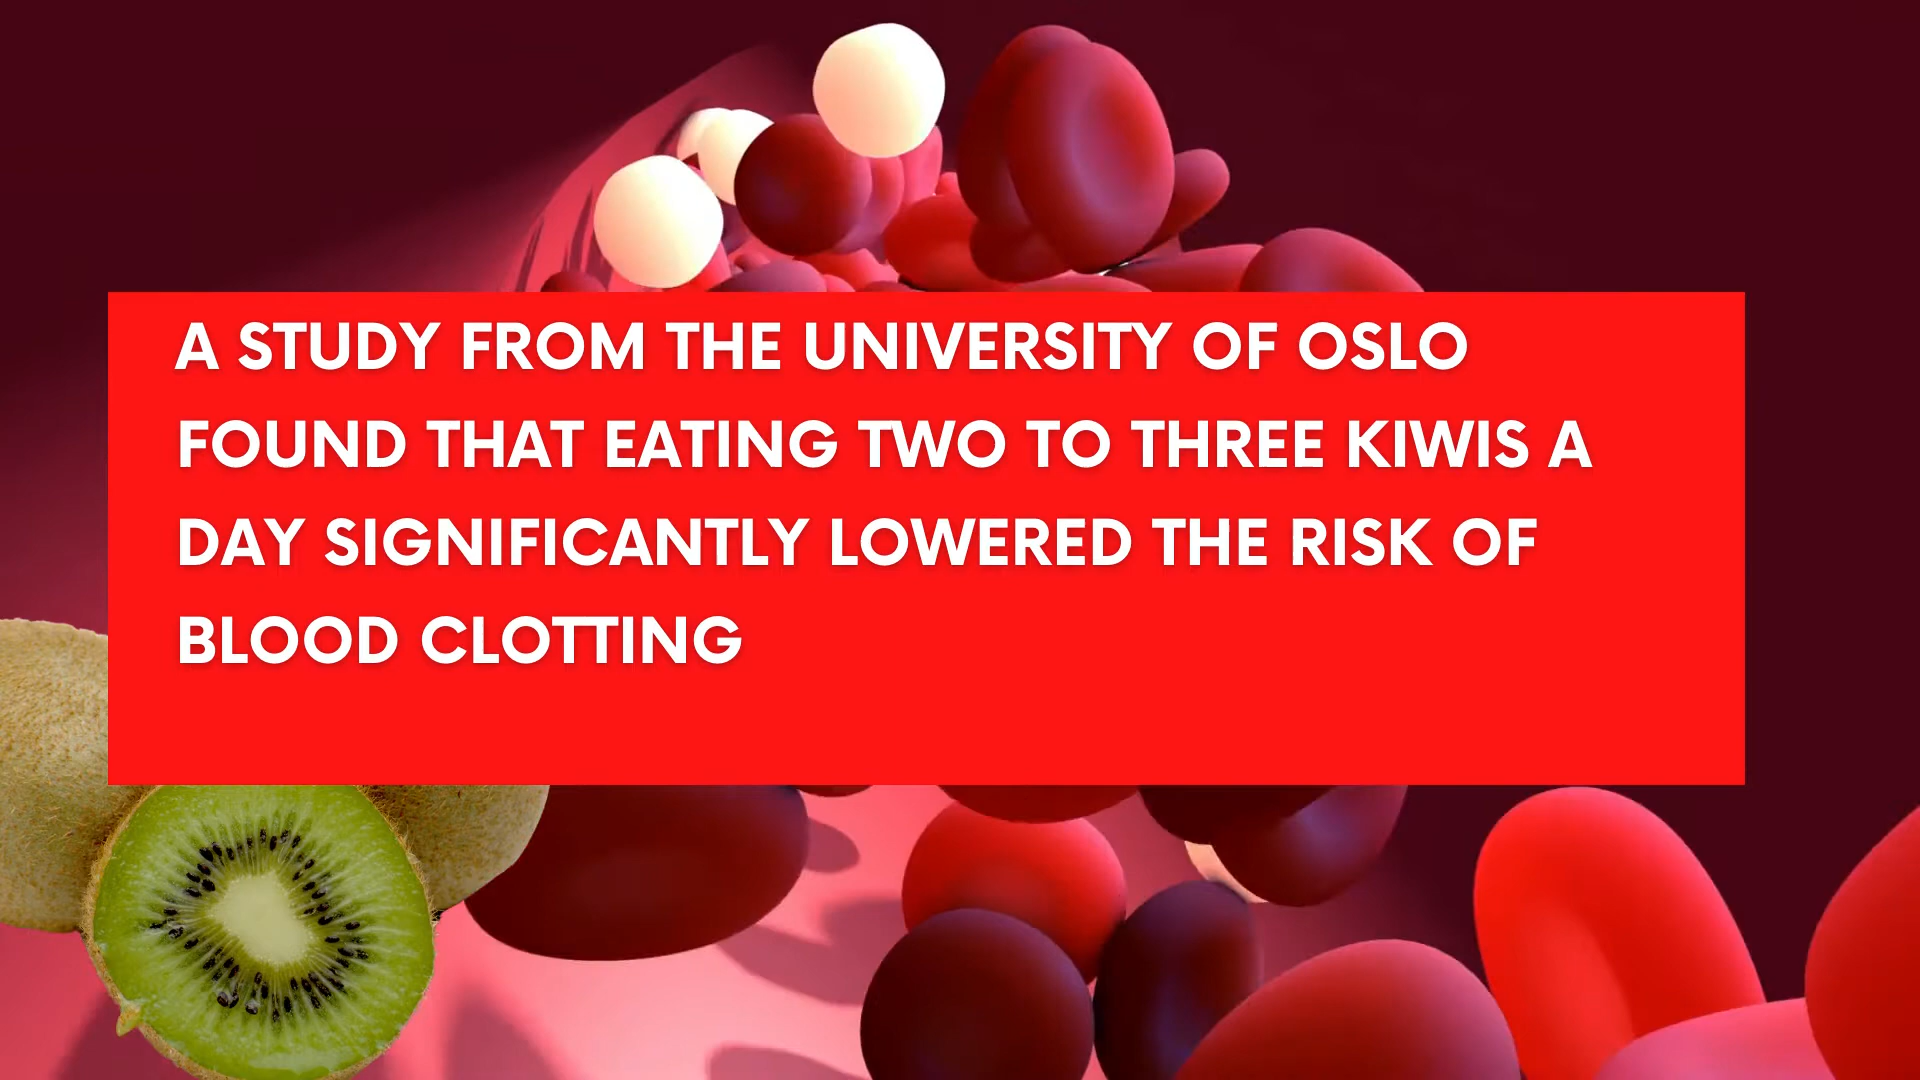 A STUDY FROM THE UNIVERSITY OF OSLO
FOUND THAT EATING TWO TO THREE KIWIS A
DAY SIGNIFICANTLY LOWERED THE RISK OF
BLOOD CLOTTING